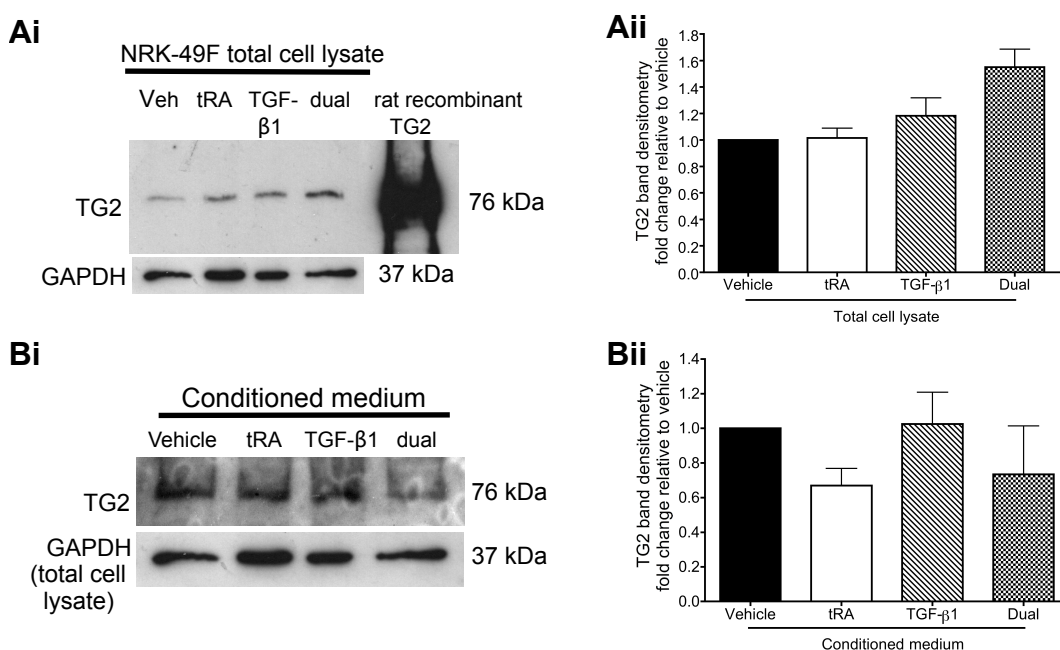 Ai
NRK-49F total cell lysate
Veh tRA TGF-β1 dual rat recombinant TG2
TG2 76 kDa
GAPDH 37 kDa
Aii
TG2 band densitometry
fold change relative to vehicle
1.8
1.6
1.4
1.2
1.0
0.8
0.6
0.4
0.2
0.0
Vehicle tRA TGF-β1 Dual
Total cell lysate
Bi
Conditioned medium
Vehicle tRA TGF-β1 dual
TG2 76 kDa
GAPDH 37 kDa
(total cell
lysate)
Bii
TG2 band densitometry
fold change relative to vehicle
1.4
1.2
1.0
0.8
0.6
0.4
0.2
0.0
Vehicle tRA TGF-β1 Dual
Conditioned medium